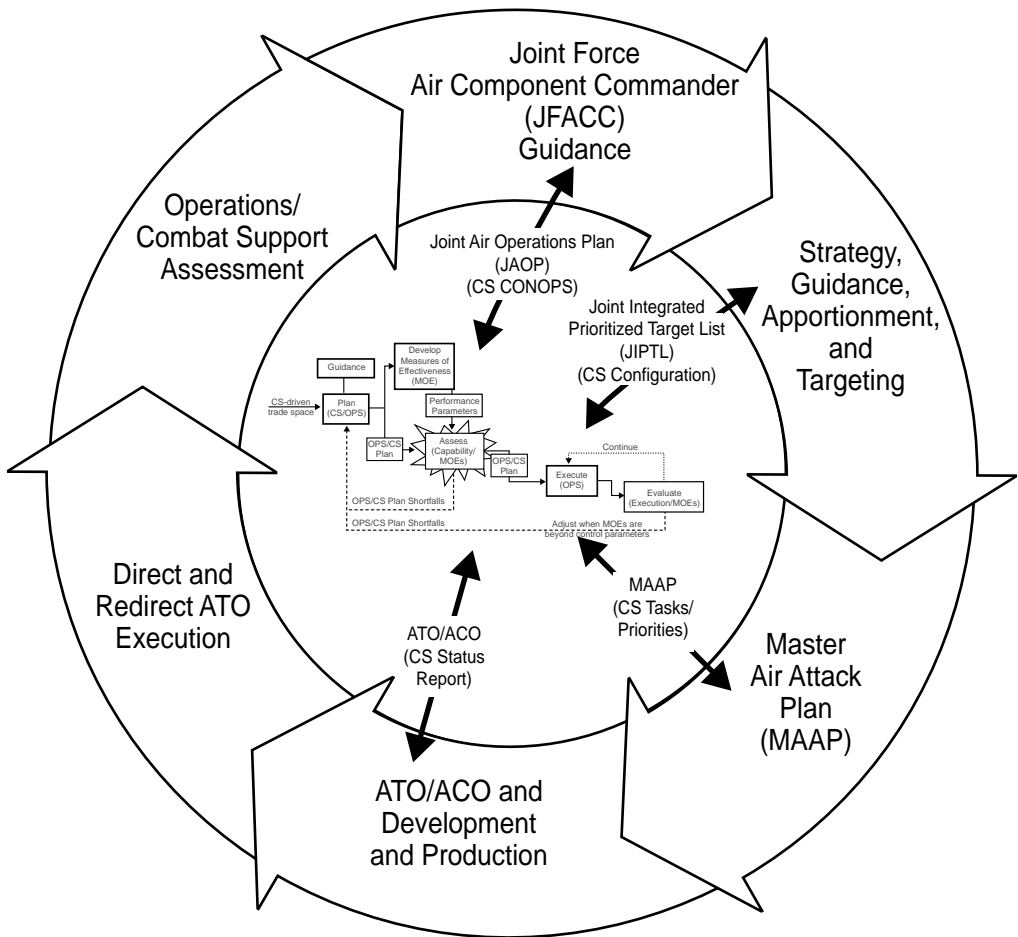 Joint Force
Air Component Commander
(JFACC)
Guidance
Operations/
Combat Support
Assessment
Strategy,
Guidance,
Apportionment,
and
Targeting
Joint Air Operations Plan
(JAOP)
(CS CONOPS)
Joint Integrated
Prioritized Target List
(JIPTL)
(CS Configuration)
Guidance
Develop
Measures of
Effectiveness
(MOE)
CS-driven
trade space
Plan
(CS/OPS)
Performance
Parameters
OPS/CS
Plan
Assess
(Capability/
MOEs)
OPS/CS
Plan
Continue
Execute
(OPS)
Evaluate
(Execution/MOEs)
OPS/CS Plan Shortfalls
OPS/CS Plan Shortfalls
Adjust when MOEs are
beyond control parameters
Direct and
Redirect ATO
Execution
ATO/ACO
(CS Status
Report)
MAAP
(CS Tasks/
Priorities)
Master
Air Attack
Plan
(MAAP)
ATO/ACO and
Development
and Production